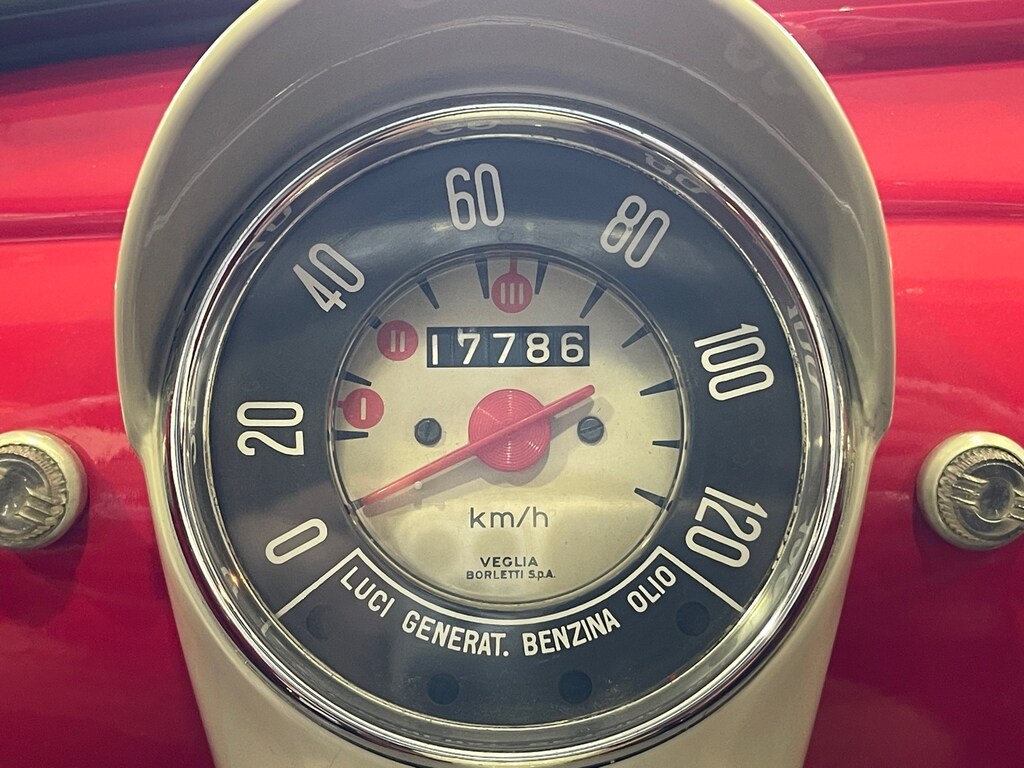 0
20
40
60
80
100
120
I
II
III
17786
km/h
VEGLIA
BORLETTI S.p.A.
LUCI GENERAT. BENZINA OLIO